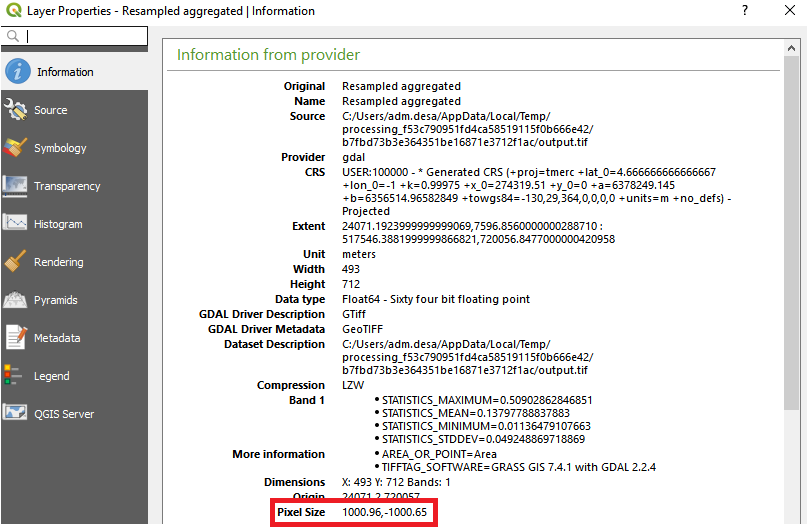 Layer Properties - Resampled aggregated | Information
?
Information
Source
Symbology
Transparency
Histogram
Rendering
Pyramids
Metadata
Legend
QGIS Server
Information from provider
Original Resampled aggregated
Name Resampled aggregated
Source C:/Users/adm.desa/AppData/Local/Temp/
processing_f53c790951fd4ca58519115f0b666e42/
b7fbd73b3e364351be16871e3712f1ac/output.tif
Provider gdal
CRS USER:100000 - * Generated CRS (+proj=tmerc +lat_0=4.666666666666667
+lon_0=-1 +k=0.99975 +x_0=274319.51 +y_0=0 +a=6378249.145
+b=6356514.96582849 +towgs84=-130,29,364,0,0,0,0 +units=m +no_defs) -
Projected
Extent 24071.1923999999999069,7596.8560000000288710 :
517546.3881999999866821,720056.8477000000420958
Unit meters
Width 493
Height 712
Data type Float64 - Sixty four bit floating point
GDAL Driver Description GTiff
GDAL Driver Metadata GeoTIFF
Dataset Description C:/Users/adm.desa/AppData/Local/Temp/
processing_f53c790951fd4ca58519115f0b666e42/
b7fbd73b3e364351be16871e3712f1ac/output.tif
Compression LZW
Band 1 • STATISTICS_MAXIMUM=0.50902862846851
• STATISTICS_MEAN=0.13797788837883
• STATISTICS_MINIMUM=0.01136479107663
• STATISTICS_STDDEV=0.049248869718869
More information • AREA_OR_POINT=Area
• TIFFTAG_SOFTWARE=GRASS GIS 7.4.1 with GDAL 2.2.4
Dimensions X: 493 Y: 712 Bands: 1
Origin 24071.2,720057
Pixel Size 1000.96,-1000.65